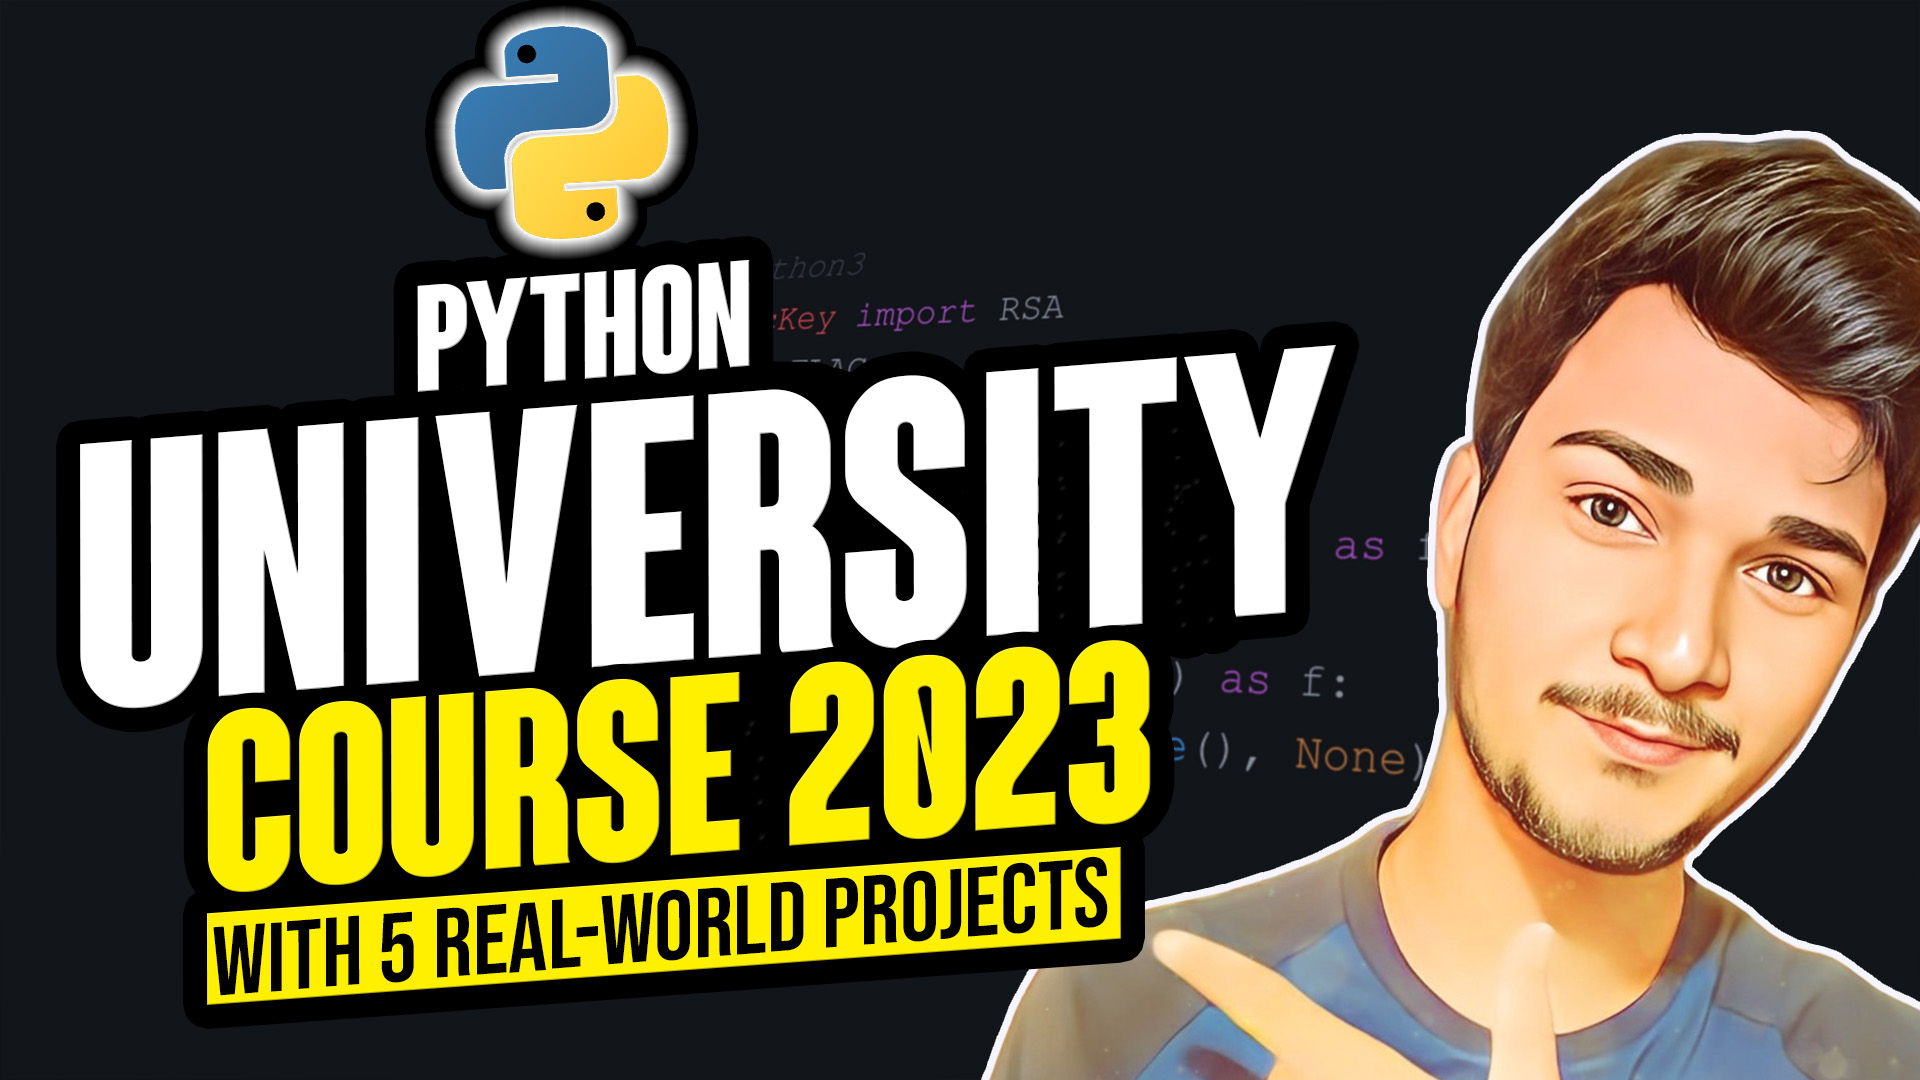 thon3
Key import RSA
PYTHON
UNIVERSITY
as
) as f:
COURSE 2023
e(), None)
WITH 5 REAL-WORLD PROJECTS